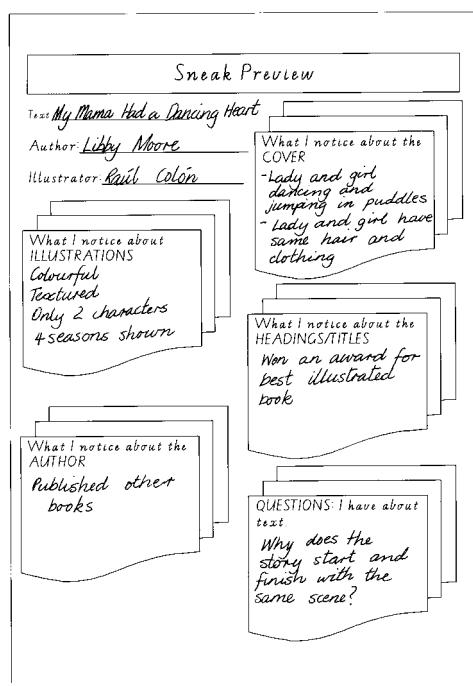 Sneak Preview
Text My Mama Had a Dancing Heart
Author: Libby Moore
Illustrator: Raúl Colón
What I notice about the
COVER
-Lady and girl
dancing and
jumping in puddles
- Lady and girl have
same hair and
clothing
What I notice about
ILLUSTRATIONS
Colourful
Textured
Only 2 characters
4 seasons shown
What I notice about the
HEADINGS/TITLES
Won an award for
best illustrated
book
What I notice about the
AUTHOR
Published other
books
QUESTIONS: I have about
text
Why does the
story start and
finish with the
same scene?